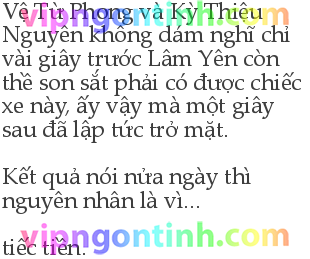 Vệ Tử Phong và Kỳ Thiệu
Nguyên không dám nghĩ chỉ
vài giây trước Lâm Yên còn
thề son sắt phải có được chiếc
xe này, ấy vậy mà một giây
sau đã lập tức trở mặt.
Kết quả nói nửa ngày thì
nguyên nhân là vì...
vipngontinh.com
tiếc tiền.